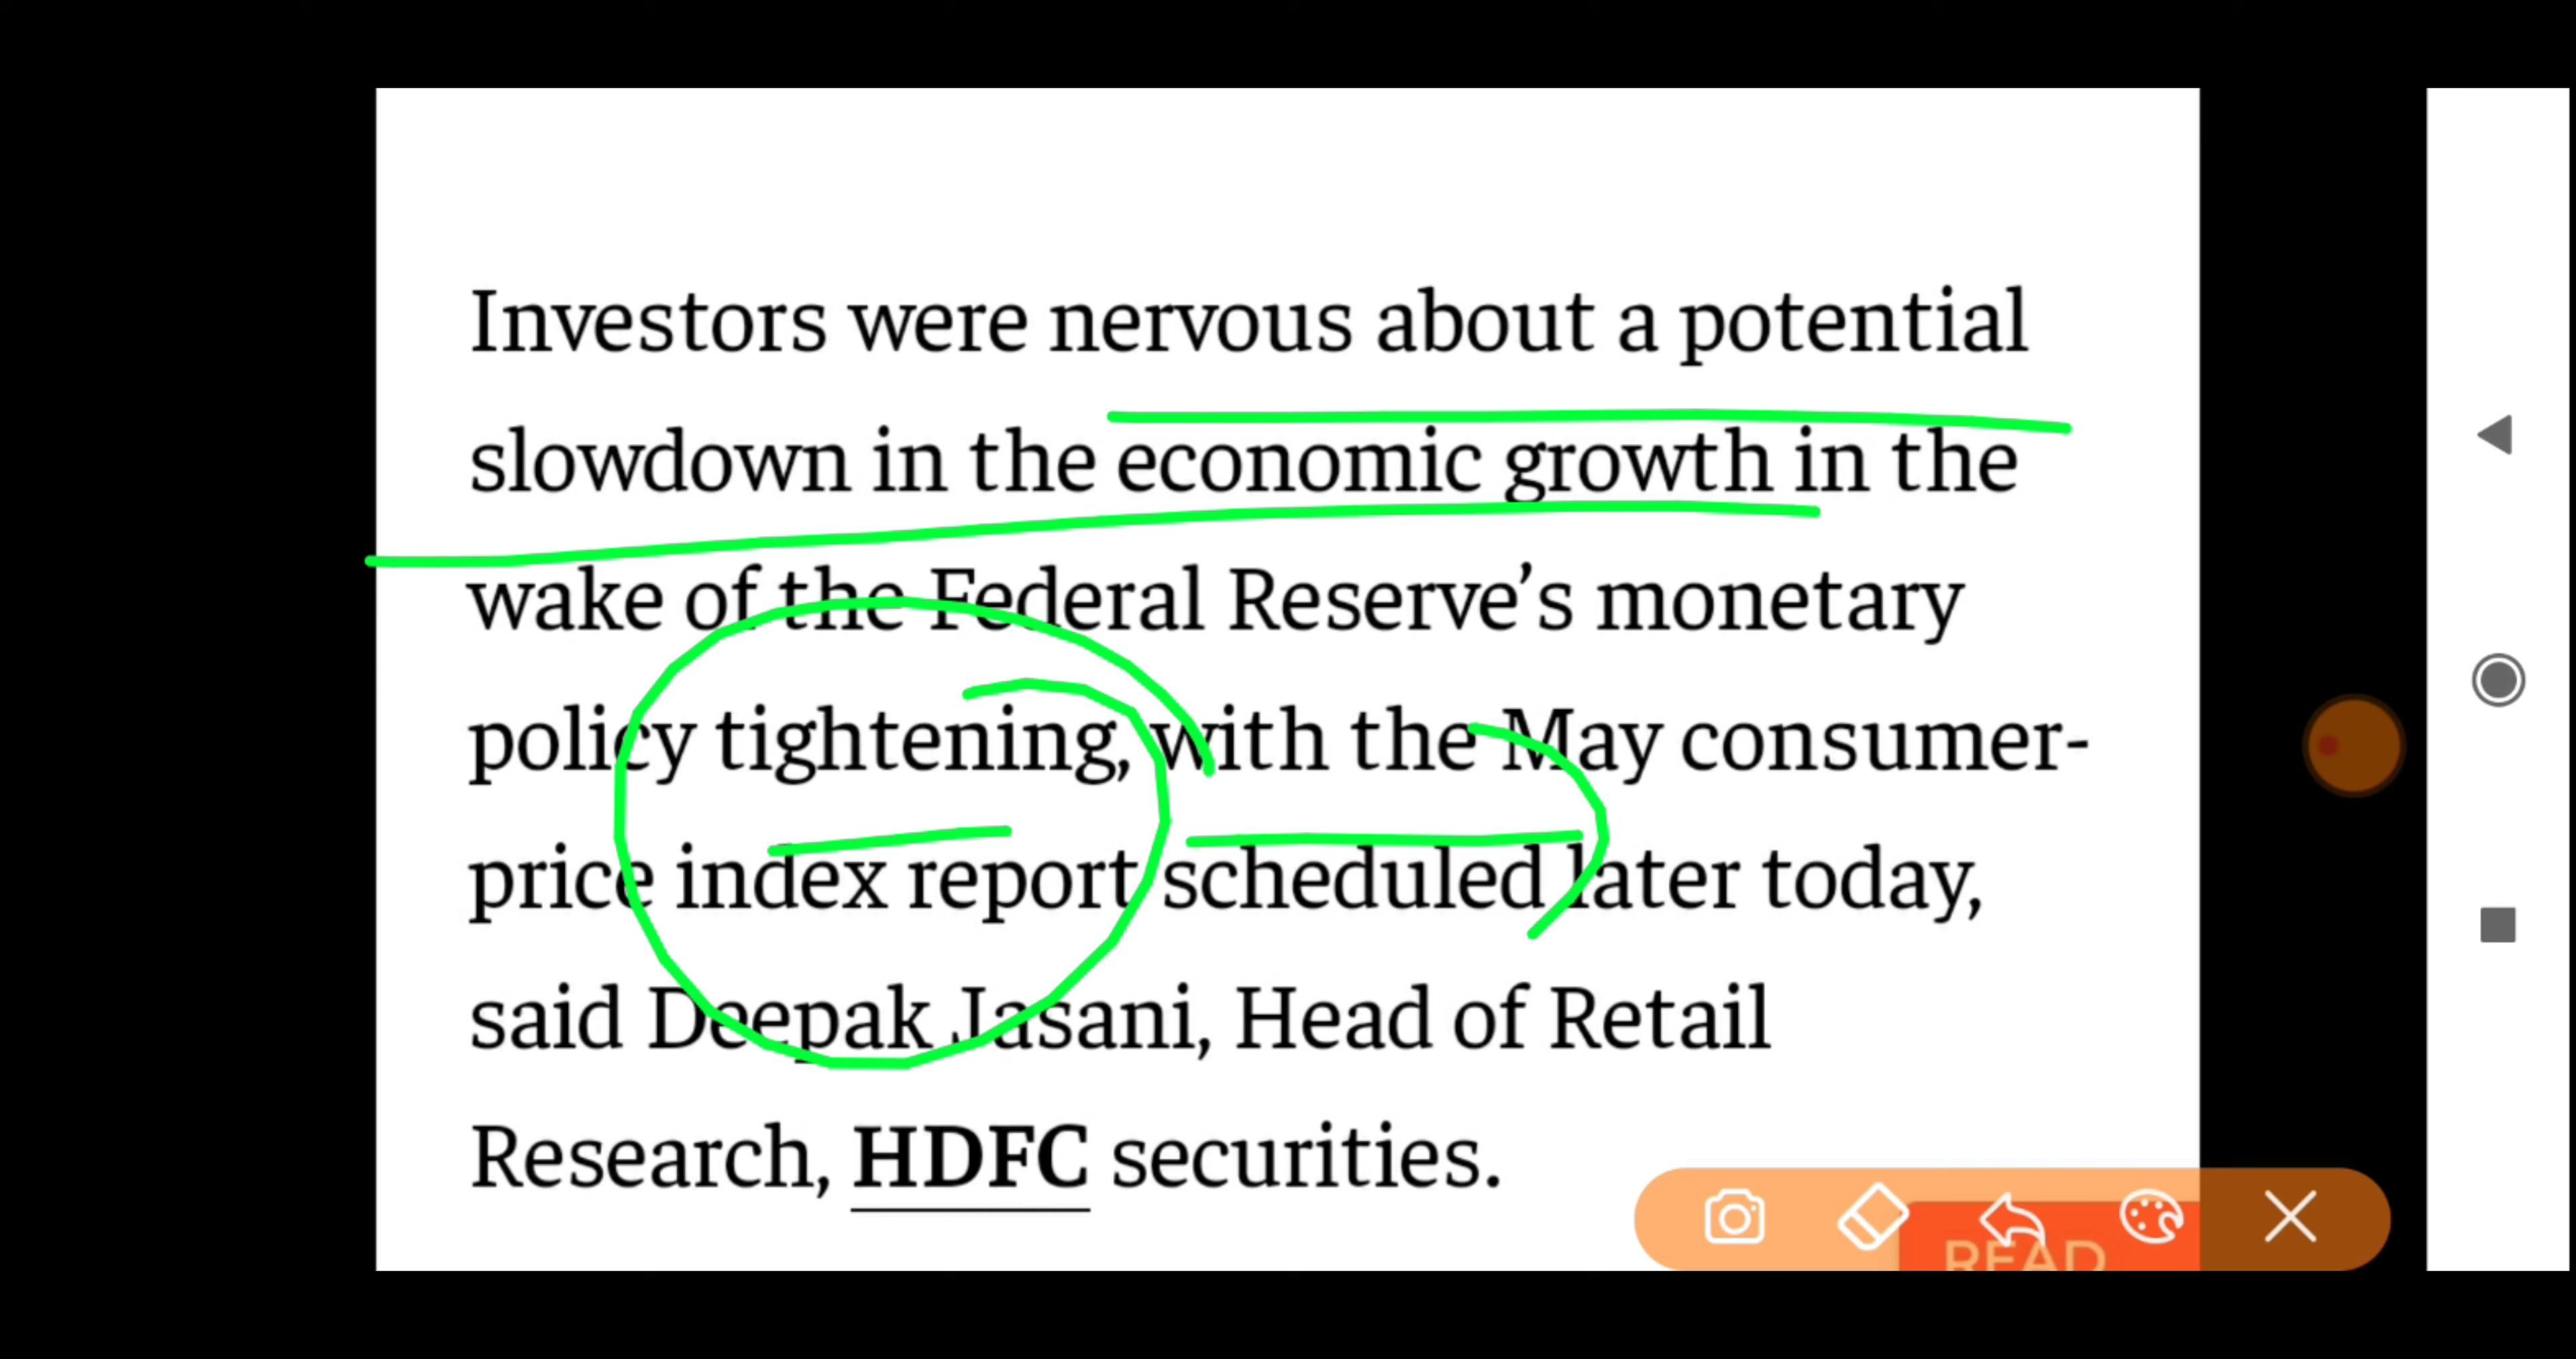 Investors were nervous about a potential
slowdown in the economic growth in the
wake of the Federal Reserve’s monetary
policy tightening, with the May consumer-
price index report scheduled later today,
said Deepak Jasani, Head of Retail
Research, HDFC securities.
READ